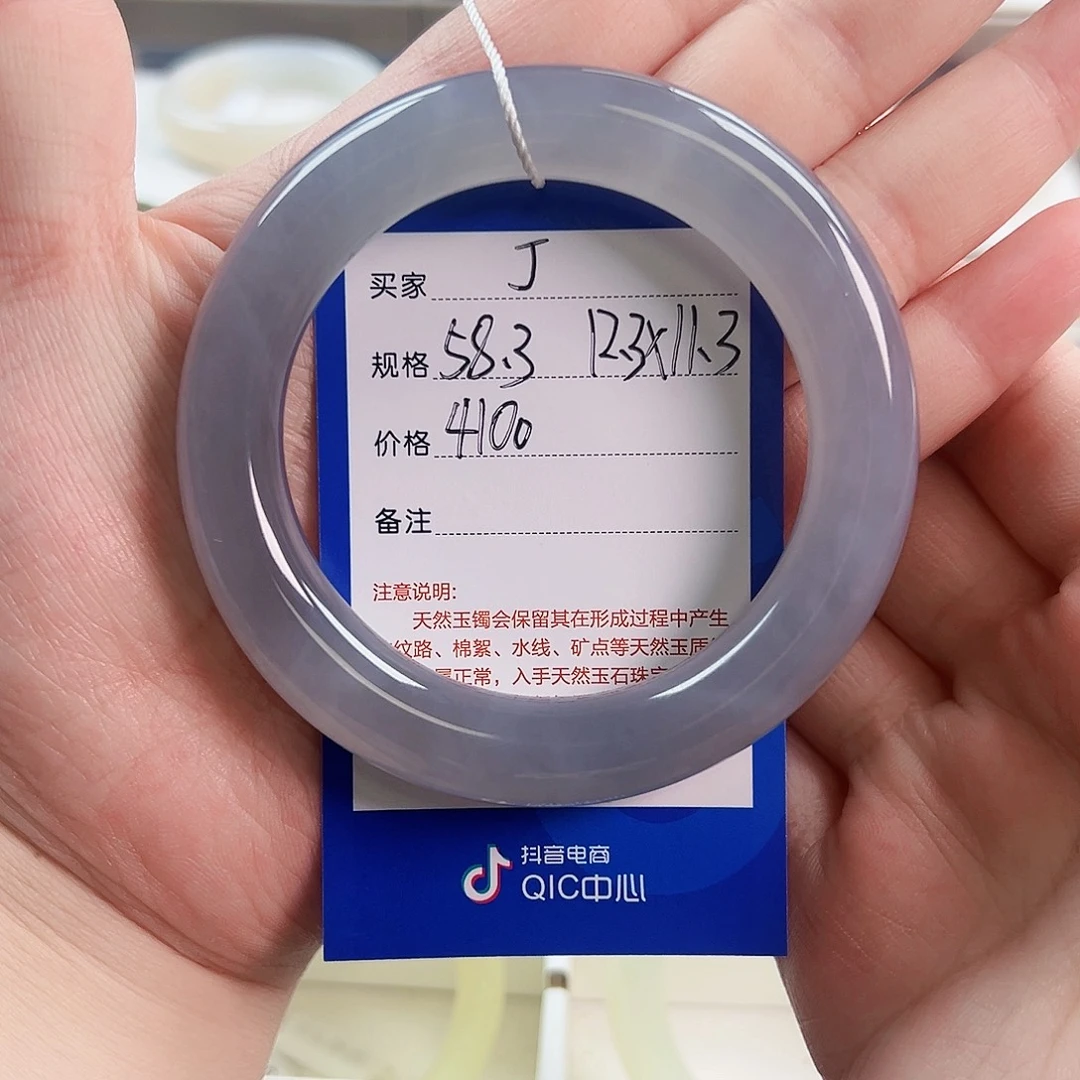 买家 J
规格 58.3 12.3X11.3
价格 4100
备注
注意说明:
天然玉镯会保留其在形成过程中产生
纹路、棉絮、水线、矿点等天然玉质
正常，入手天然玉石珠
抖音电商
QIC中心